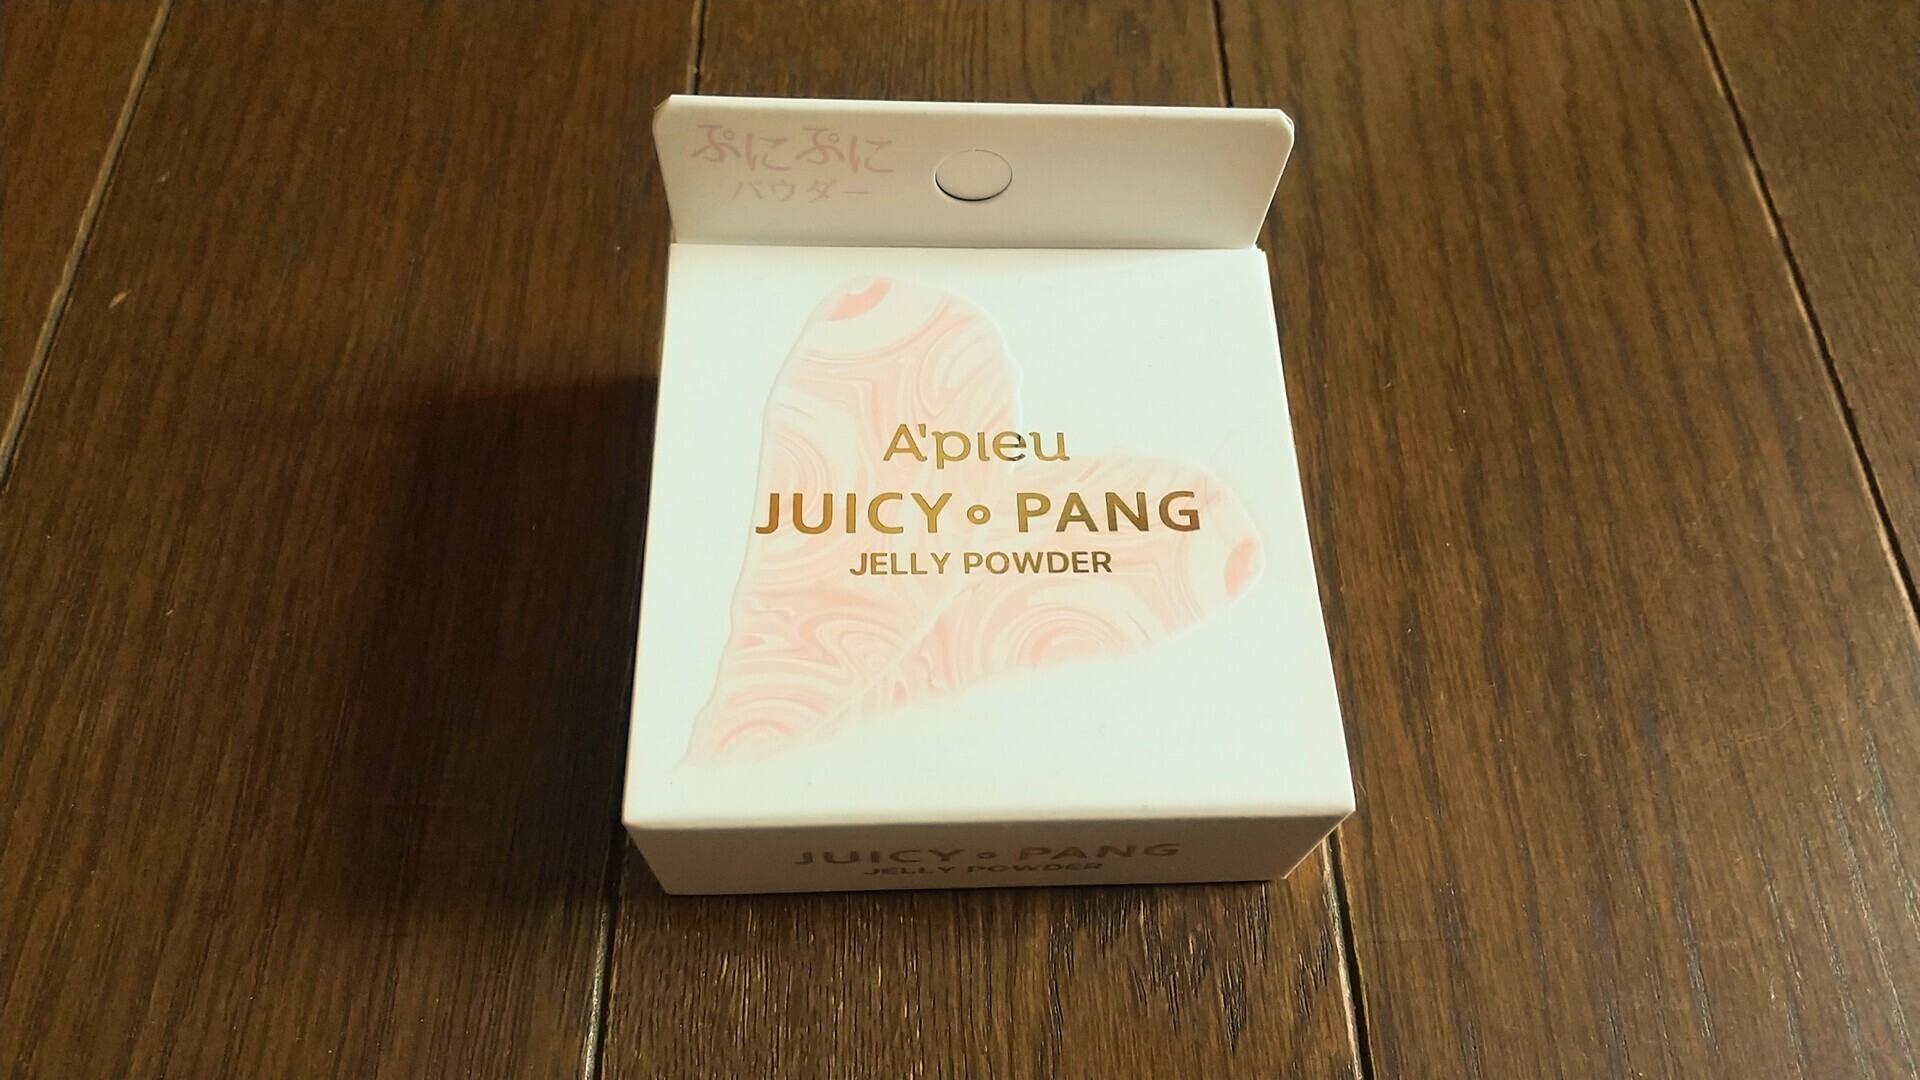 ぷにぷに
パウダー
A'pieu
JUICY PANG
JELLY POWDER
JUICY PANG
JELLY POWDER